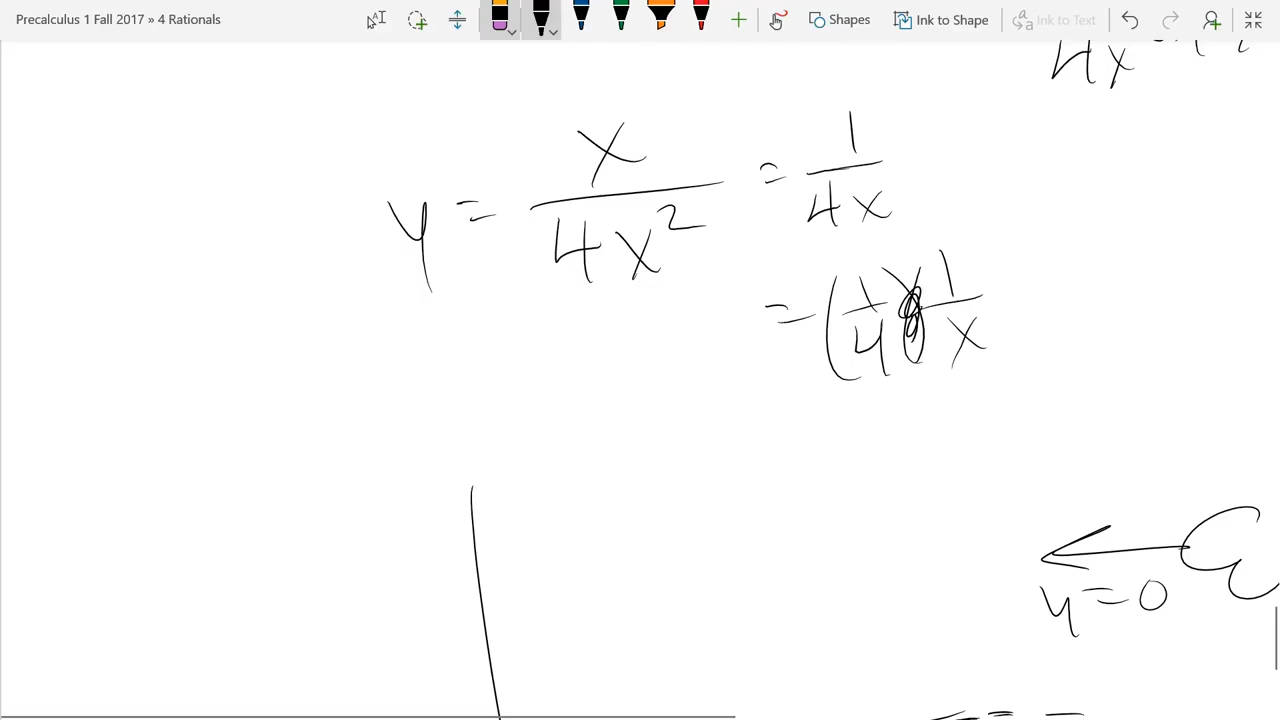 Precalculus 1 Fall 2017 » 4 Rationals
Shapes
Ink to Shape
Ink to Text
y = x / 4x² = 1 / 4x
= (1/4) 1/x
y = 0